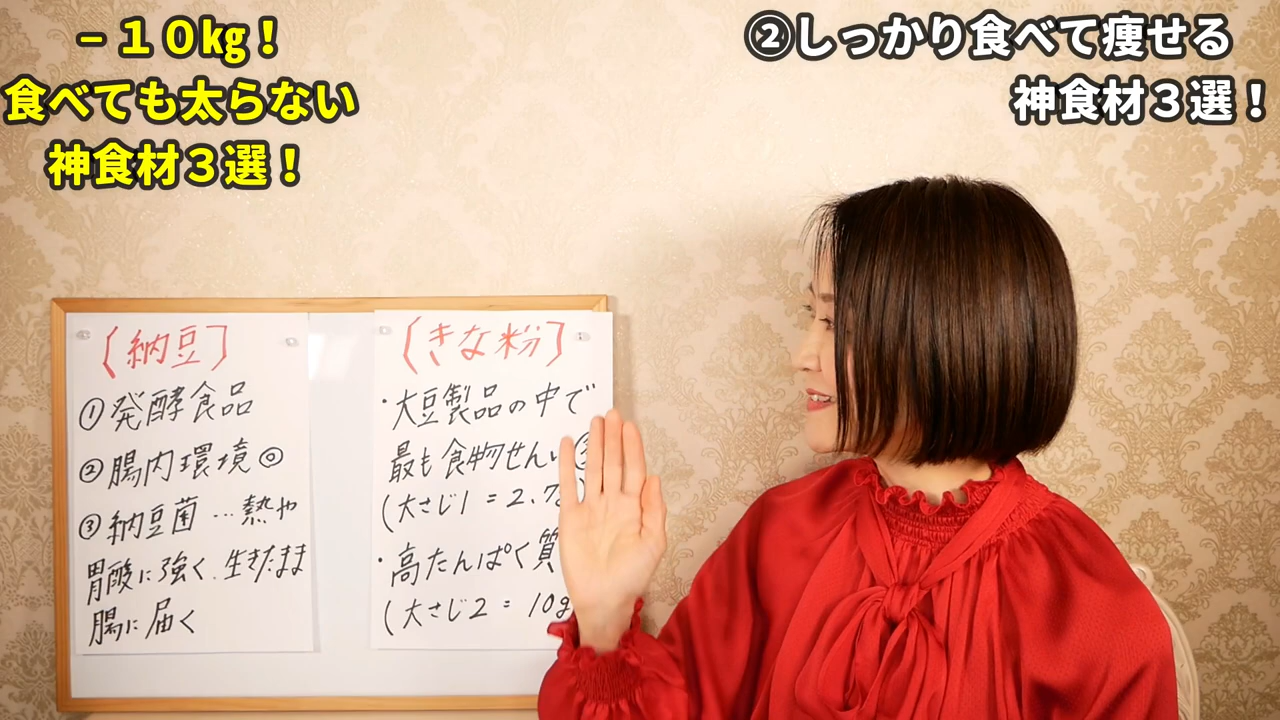 －１０㎏！
食べても太らない
神食材３選！
②しっかり食べて痩せる
神食材３選！
〔納豆〕
①発酵食品
②腸内環境◎
③納豆菌…熱や
胃酸に強く、生きたまま
腸に届く
〔きな粉〕
・大豆製品の中で
最も食物せんい
(大さじ1 = 2.7g)
・高たんぱく質
(大さじ2 = 10g